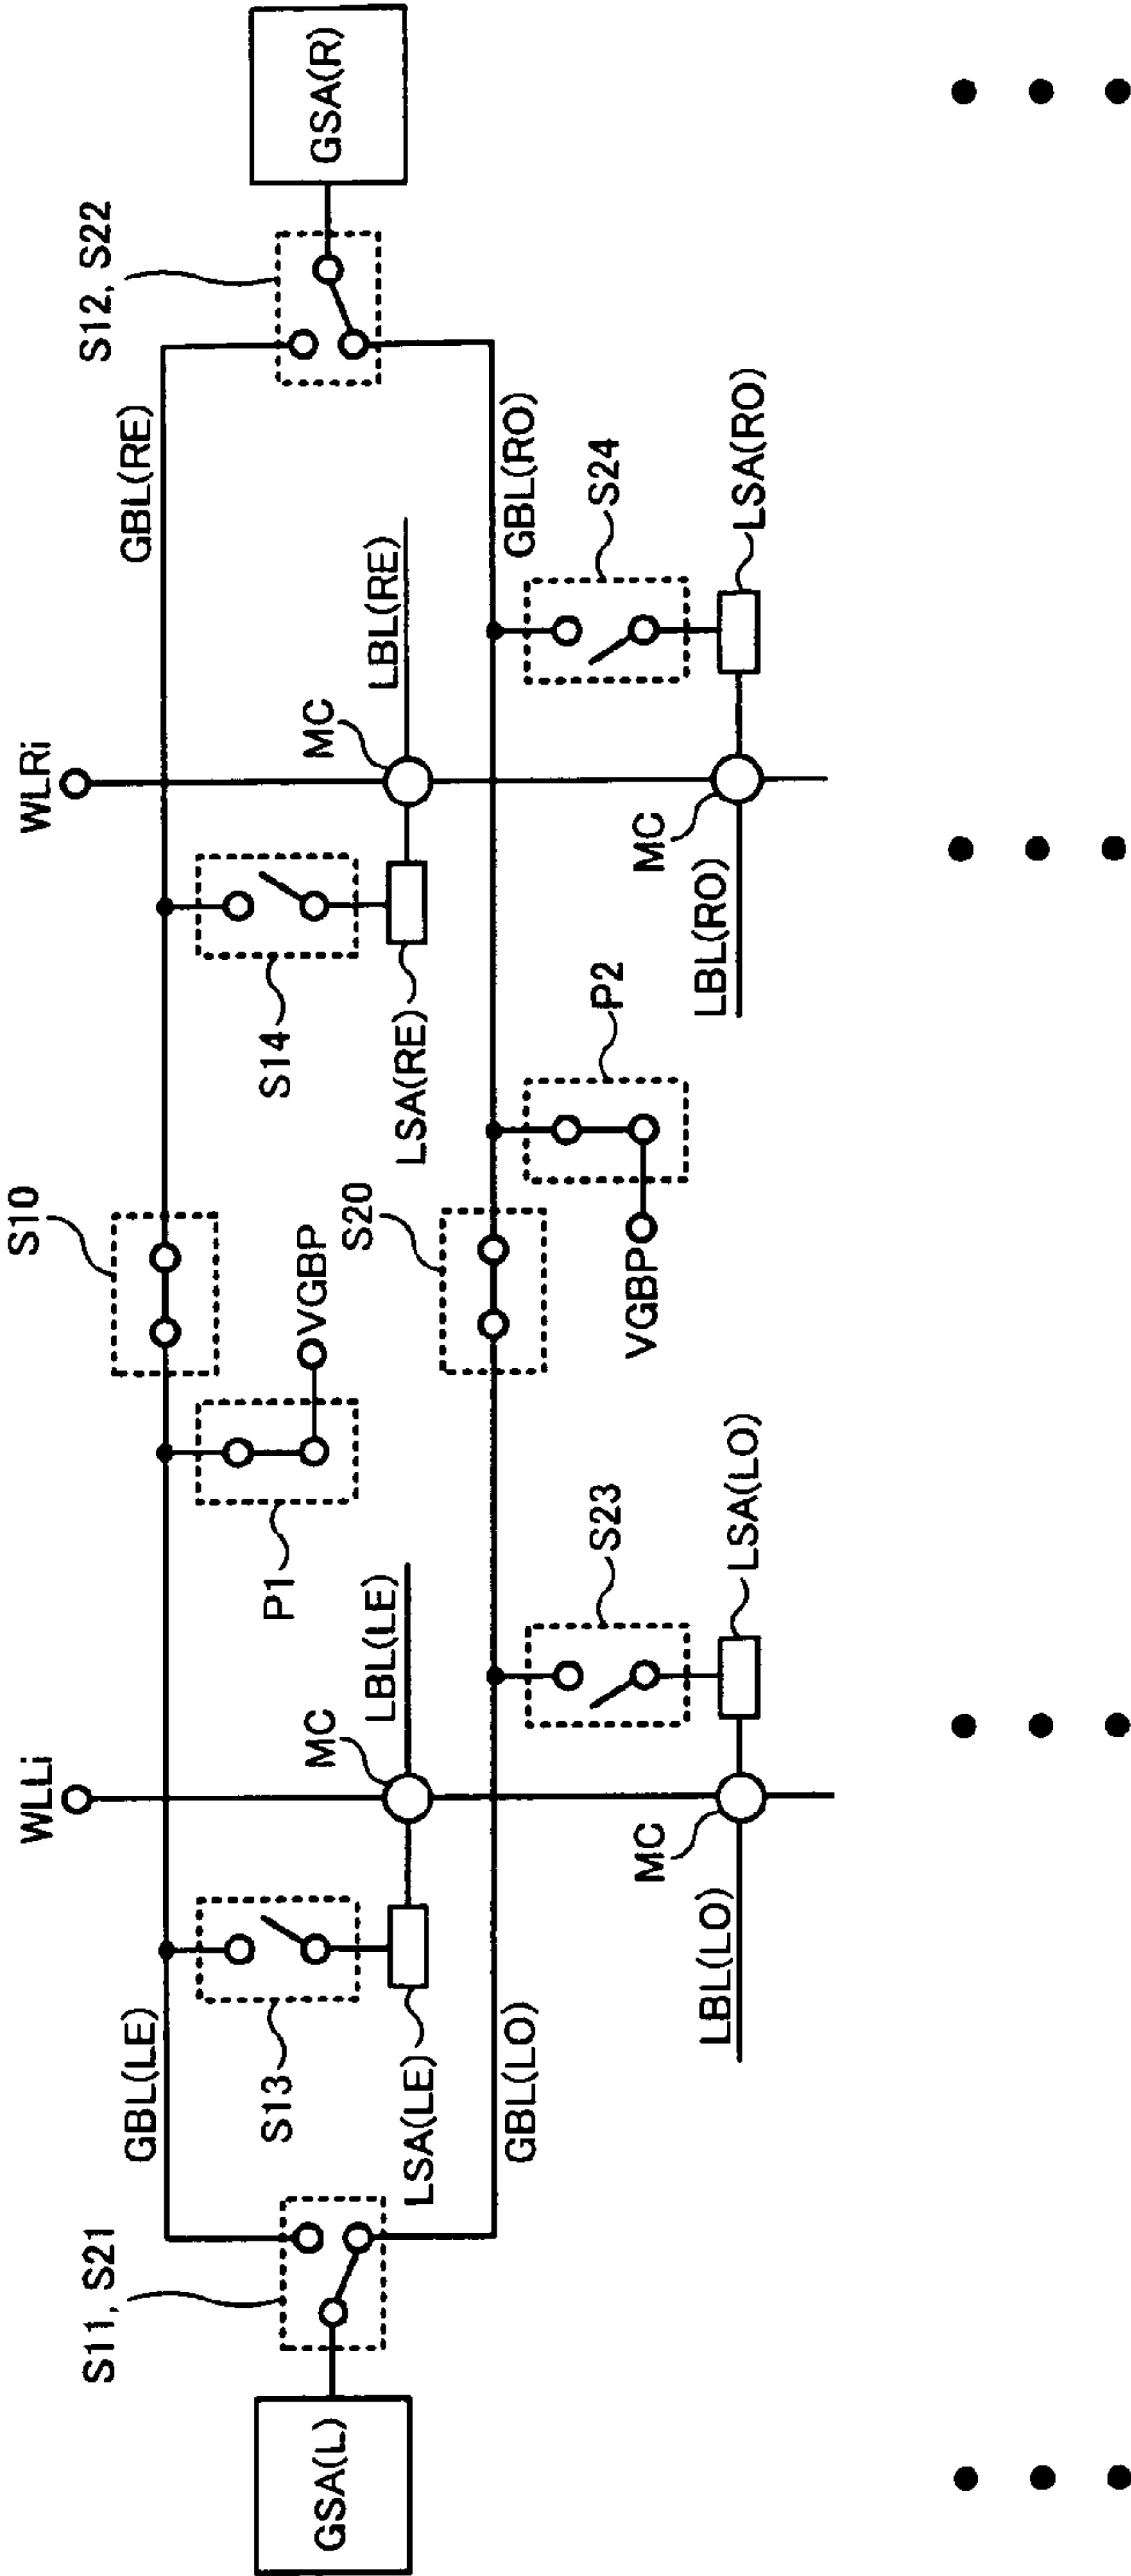 S11, S21
GSA(L)
GBL(LE)
S13
LSA(LE)
GBL(LO)
WLLi
MC
LBL(LE)
MC
LBL(LO)
P1
VGBP
S23
LSA(LO)
S10
S20
VGBP
P2
S14
LSA(RE)
WLRi
MC
LBL(RE)
MC
LBL(RO)
GBL(RE)
GBL(RO)
S24
LSA(RO)
S12, S22
GSA(R)